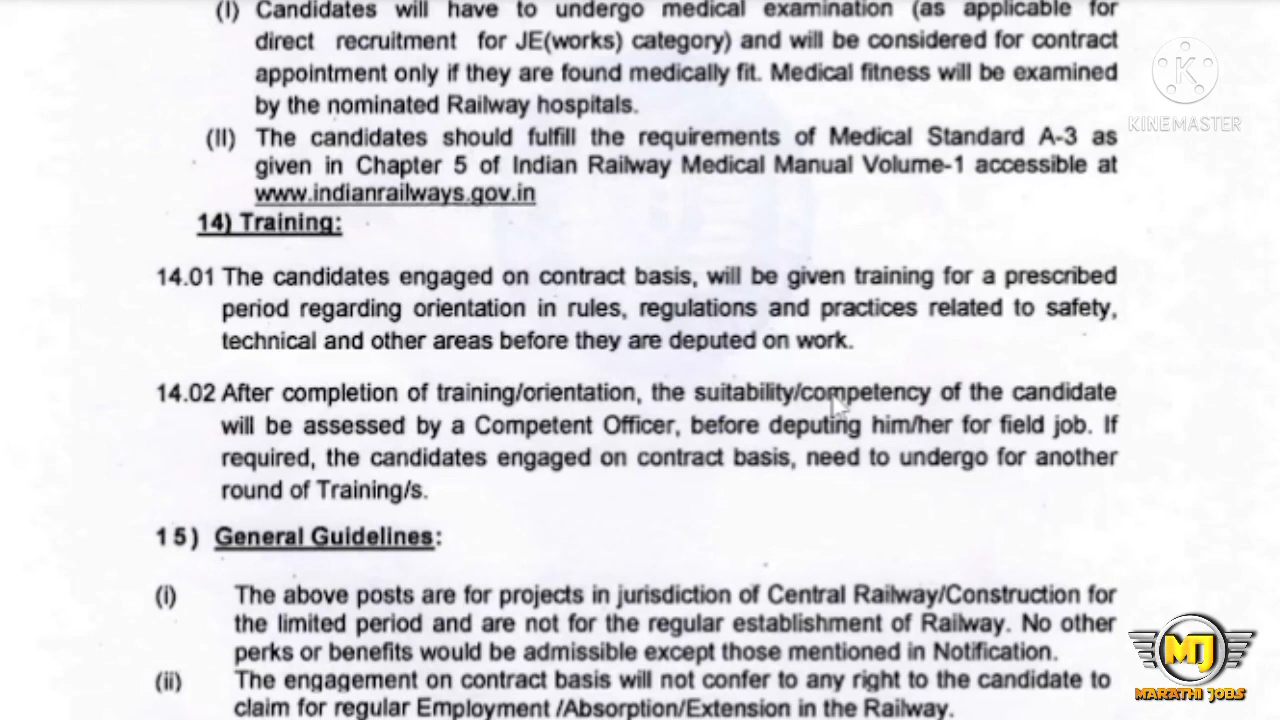 (I) Candidates will have to undergo medical examination (as applicable for
direct recruitment for JE(works) category) and will be considered for contract
appointment only if they are found medically fit. Medical fitness will be examined
by the nominated Railway hospitals.
(II) The candidates should fulfill the requirements of Medical Standard A-3 as
given in Chapter 5 of Indian Railway Medical Manual Volume-1 accessible at
www.indianrailways.gov.in
14) Training:
14.01 The candidates engaged on contract basis, will be given training for a prescribed
period regarding orientation in rules, regulations and practices related to safety,
technical and other areas before they are deputed on work.
14.02 After completion of training/orientation, the suitability/competency of the candidate
will be assessed by a Competent Officer, before deputing him/her for field job. If
required, the candidates engaged on contract basis, need to undergo for another
round of Training/s.
15) General Guidelines:
(i) The above posts are for projects in jurisdiction of Central Railway/Construction for
the limited period and are not for the regular establishment of Railway. No other
perks or benefits would be admissible except those mentioned in Notification.
(ii) The engagement on contract basis will not confer to any right to the candidate to
claim for regular Employment /Absorption/Extension in the Railway.
K
KINEMASTER
MJ
MARATHI JOBS